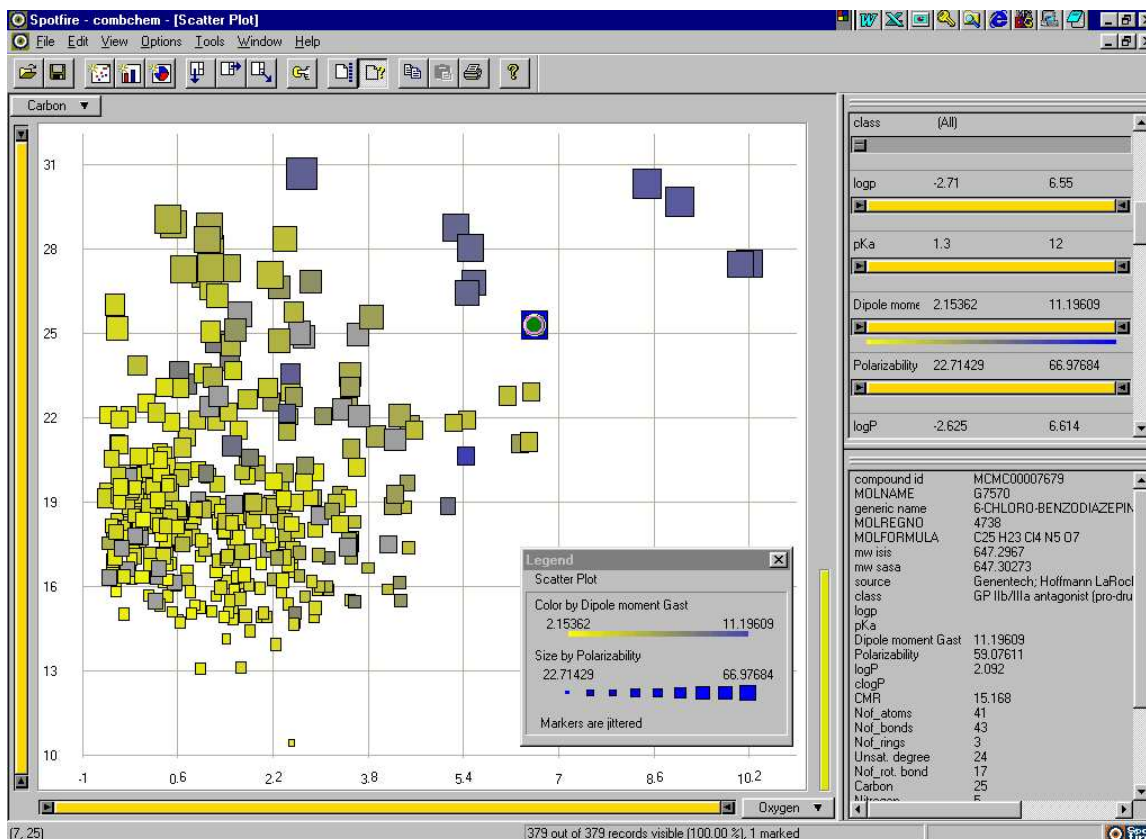 Spotfire - combchem - [Scatter Plot]
File Edit View Options Tools Window Help
Carbon
31
28
25
22
19
16
13
10
-1 0.6 2.2 3.8 5.4 7 8.6 10.2
Oxygen
Legend
Scatter Plot
Color by Dipole moment Gast
2.15362 11.19609
Size by Polarizability
22.71429 66.97684
Markers are jittered
class (All)
logp -2.71 6.55
pKa 1.3 12
Dipole mome 2.15362 11.19609
Polarizability 22.71429 66.97684
logP -2.625 6.614
compound id MCMC00007679
MOLNAME G7570
generic name 6-CHLORO-BENZODIAZEPIN
MOLREGNO 4738
MOLFORMULA C25 H23 Cl4 N5 O7
mw isis 647.2967
mw sasa 647.30273
source Genentech; Hoffmann LaRocl
class GP IIb/IIIa antagonist (pro-dru
logp
pKa
Dipole moment Gast 11.19609
Polarizability 59.07611
logP 2.092
clogP
CMR 15.168
Nof_atoms 41
Nof_bonds 43
Nof_rings 3
Unsat. degree 24
Nof_rot. bond 17
Carbon 25
Nitrogen 5
(7, 25) 379 out of 379 records visible (100.00 %), 1 marked